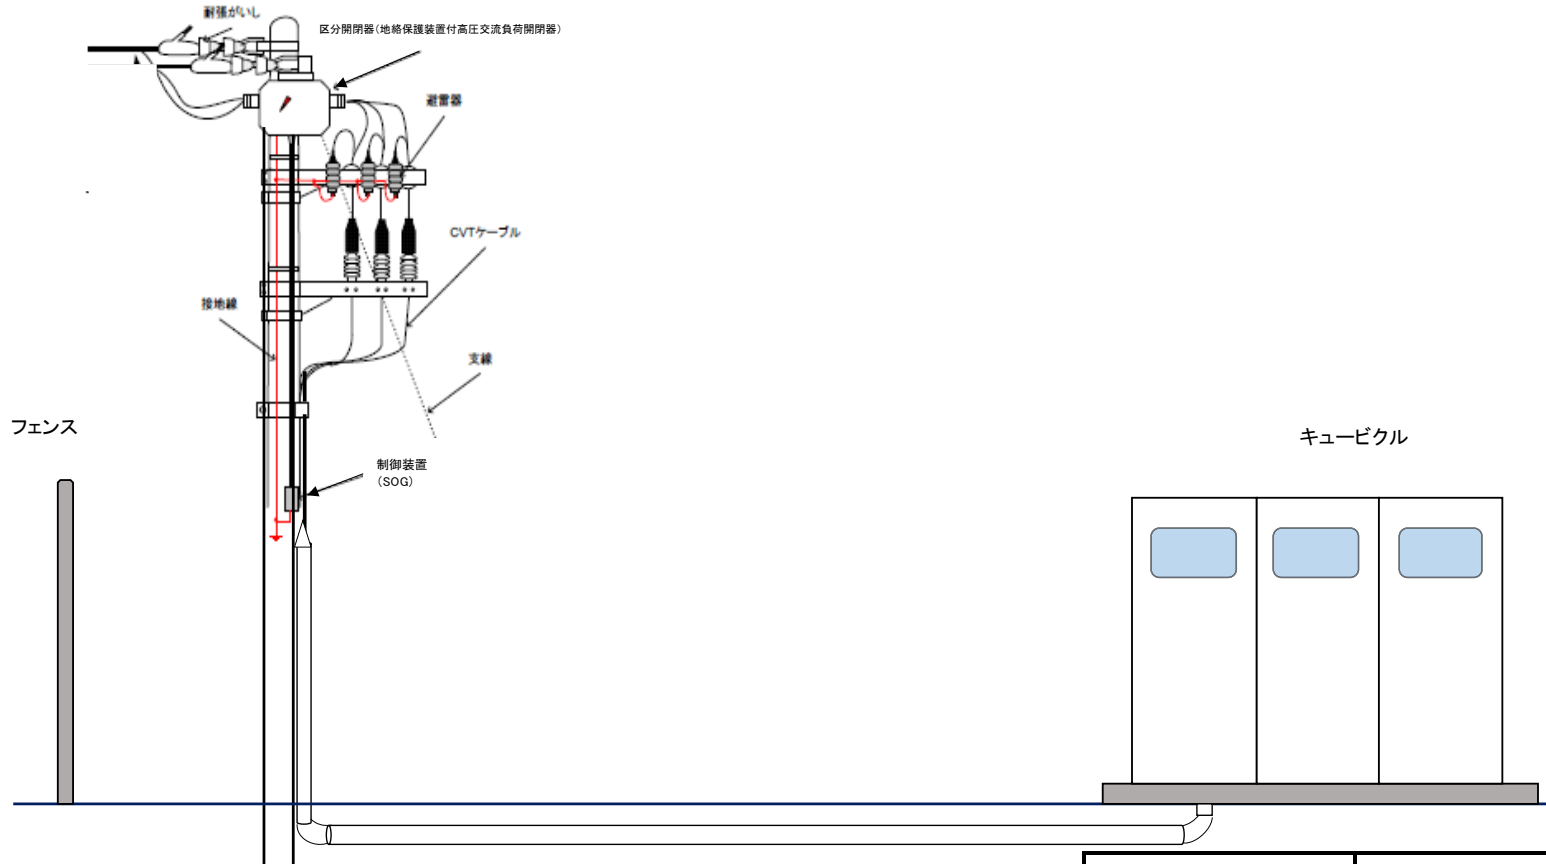 耐張がいし
区分開閉器(地絡保護装置付高圧交流負荷開閉器)
避雷器
CVTケーブル
接地線
支線
フェンス
キュービクル
制御装置
(SOG)